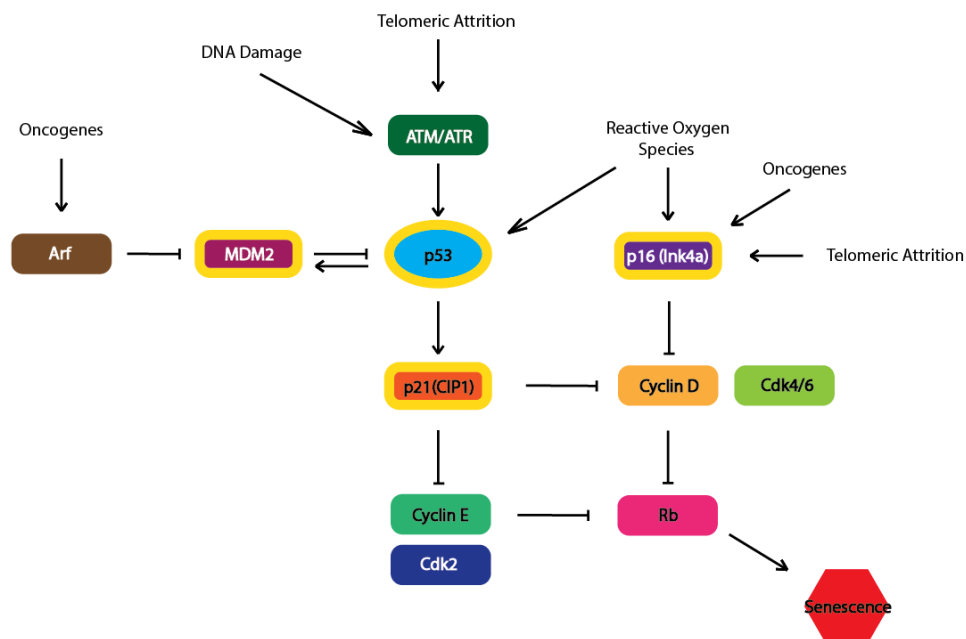 Telomeric Attrition
DNA Damage
Oncogenes
ATM/ATR
Reactive Oxygen
Species
Oncogenes
Arf
MDM2
p53
p16 (Ink4a)
Telomeric Attrition
p21(CIP1)
Cyclin D
Cdk4/6
Cyclin E
Rb
Cdk2
Senescence